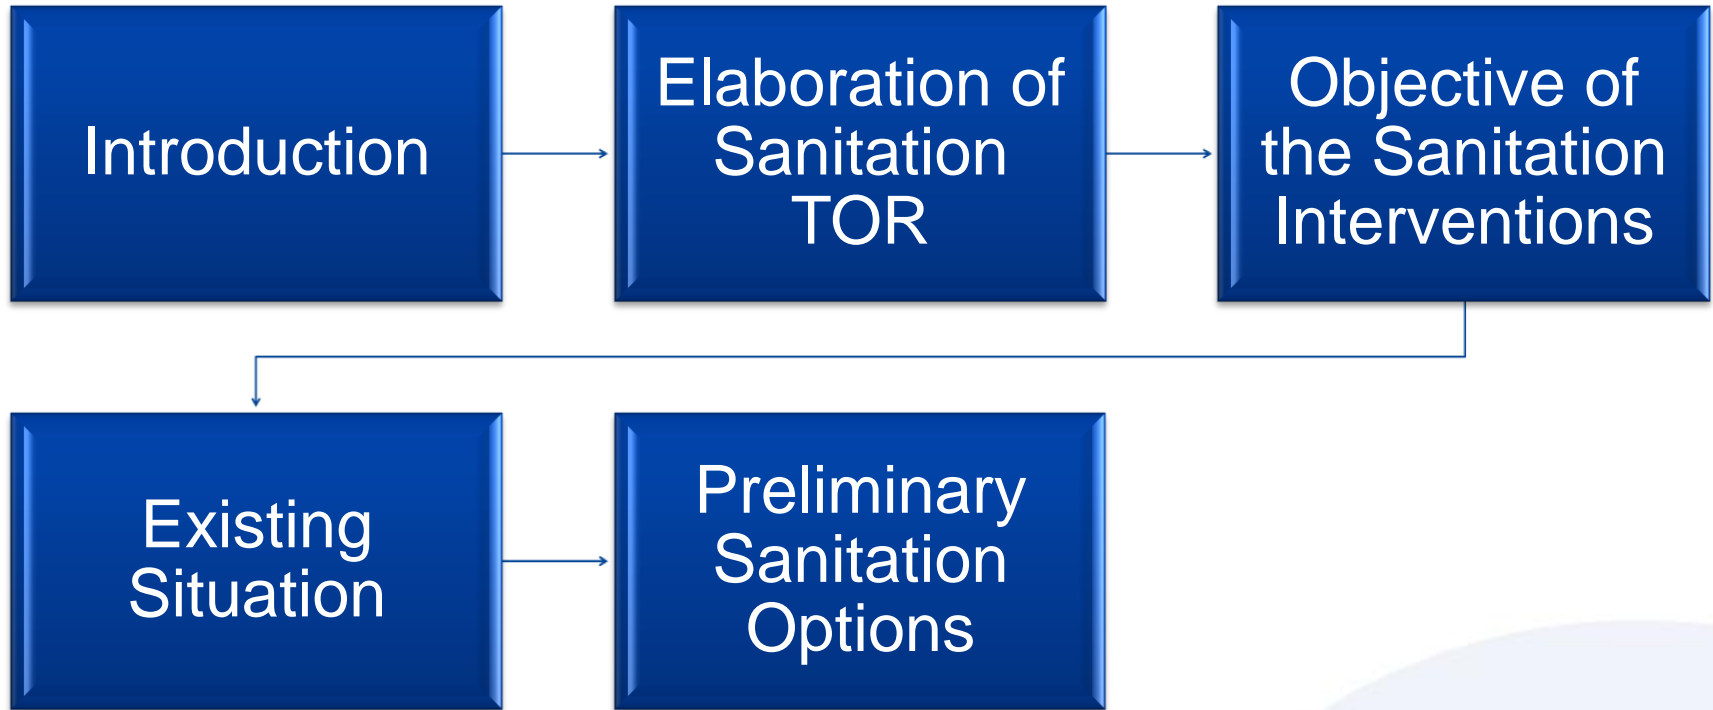 Introduction
Elaboration of
Sanitation
TOR
Objective of
the Sanitation
Interventions
Existing
Situation
Preliminary
Sanitation
Options